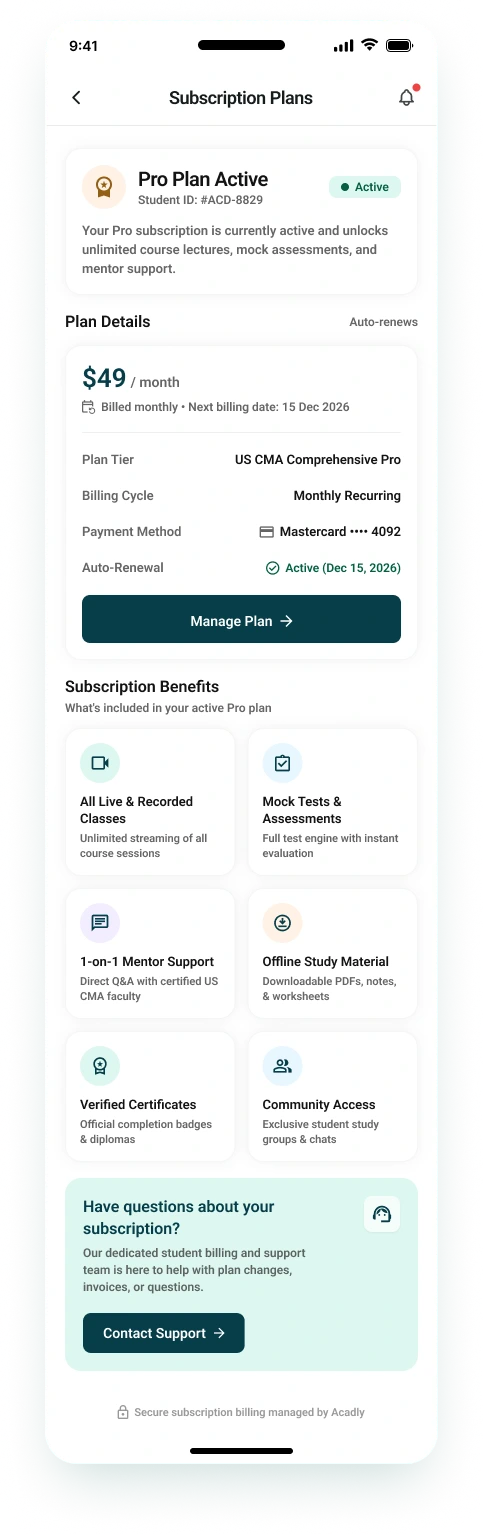 9:41
Subscription Plans
Pro Plan Active
Student ID: #ACD-8829
Active
Your Pro subscription is currently active and unlocks
unlimited course lectures, mock assessments, and
mentor support.
Plan Details
Auto-renews
$49 / month
Billed monthly • Next billing date: 15 Dec 2026
Plan Tier
US CMA Comprehensive Pro
Billing Cycle
Monthly Recurring
Payment Method
Mastercard •••• 4092
Auto-Renewal
Active (Dec 15, 2026)
Manage Plan →
Subscription Benefits
What's included in your active Pro plan
All Live & Recorded
Classes
Unlimited streaming of all
course sessions
Mock Tests &
Assessments
Full test engine with instant
evaluation
1-on-1 Mentor Support
Direct Q&A with certified US
CMA faculty
Offline Study Material
Downloadable PDFs, notes,
& worksheets
Verified Certificates
Official completion badges
& diplomas
Community Access
Exclusive student study
groups & chats
Have questions about your
subscription?
Our dedicated student billing and support
team is here to help with plan changes,
invoices, or questions.
Contact Support →
Secure subscription billing managed by Acadly